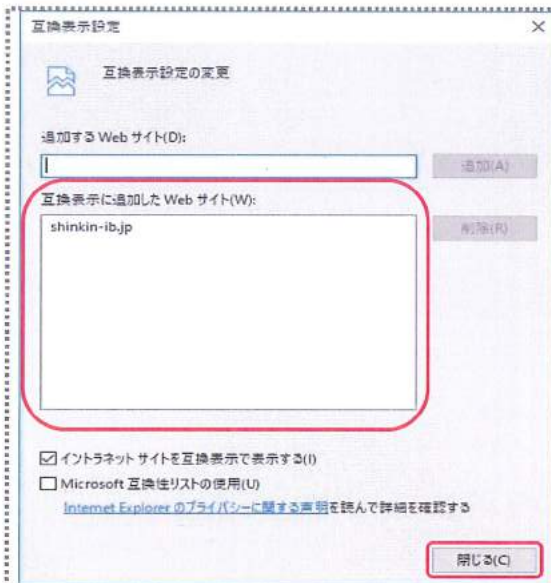 互換表示設定
互換表示設定の変更
追加する Web サイト(D):
追加(A)
互換表示に追加した Web サイト(W):
shinkin-ib.jp
削除(R)
イントラネット サイトを互換表示で表示する(I)
Microsoft 互換性リストの使用(U)
Internet Explorer のプライバシーに関する声明を読んで詳細を確認する
閉じる(C)